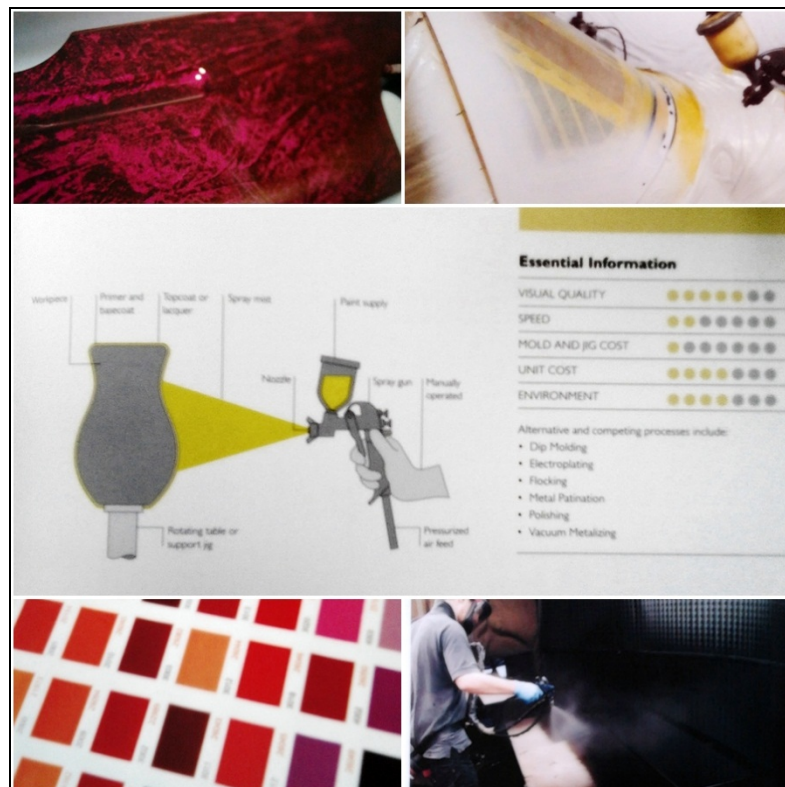 Essential Information
Workpiece
Primer and
basecoat
Topcoat or
lacquer
Spray mist
Paint supply
Nozzle
Spray gun
Manually
operated
Rotating table or
support jig
Pressurized
air feed
VISUAL QUALITY
SPEED
MOLD AND JIG COST
UNIT COST
ENVIRONMENT
Alternative and competing processes include:
• Dip Molding
• Electroplating
• Flocking
• Metal Patination
• Polishing
• Vacuum Metalizing